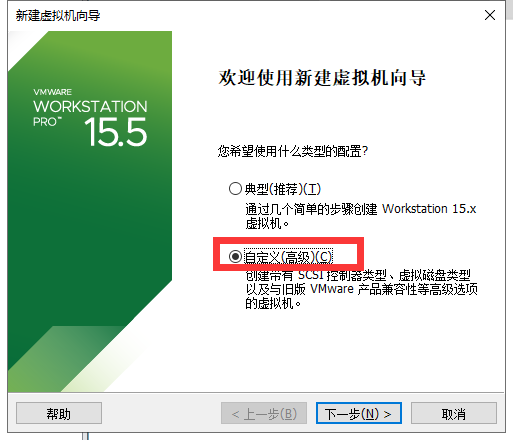 新建虚拟机向导
VMWARE
WORKSTATION
PRO™ 15.5
欢迎使用新建虚拟机向导
您希望使用什么类型的配置?
典型(推荐)(T)
通过几个简单的步骤创建 Workstation 15.x
虚拟机。
自定义(高级)(C)
创建带有 SCSI 控制器类型、虚拟磁盘类型
以及与旧版 VMware 产品兼容性等高级选项
的虚拟机。
帮助
< 上一步(B)
下一步(N) >
取消